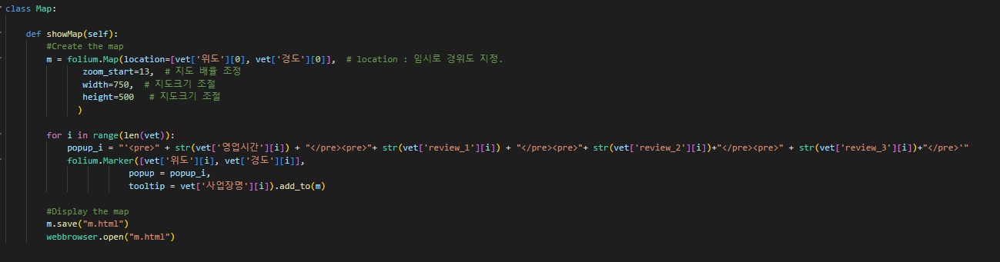 class Map:
def showMap(self):
#Create the map
m = folium.Map(location=[vet['위도'][0], vet['경도'][0]],  # location : 임시로 경위도 지정.
zoom_start=13,  # 지도 배율 조정
width=750,  # 지도크기 조절
height=500   # 지도크기 조절
)
for i in range(len(vet)):
popup_i = "'<pre>" + str(vet['영업시간'][i]) + "</pre><pre>"+ str(vet['review_1'][i]) + "</pre><pre>"+ str(vet['review_2'][i])+"</pre><pre>" + str(vet['review_3'][i])+"</pre>'"
folium.Marker([vet['위도'][i], vet['경도'][i]],
popup = popup_i,
tooltip = vet['사업장명'][i]).add_to(m)
#Display the map
m.save("m.html")
webbrowser.open("m.html")